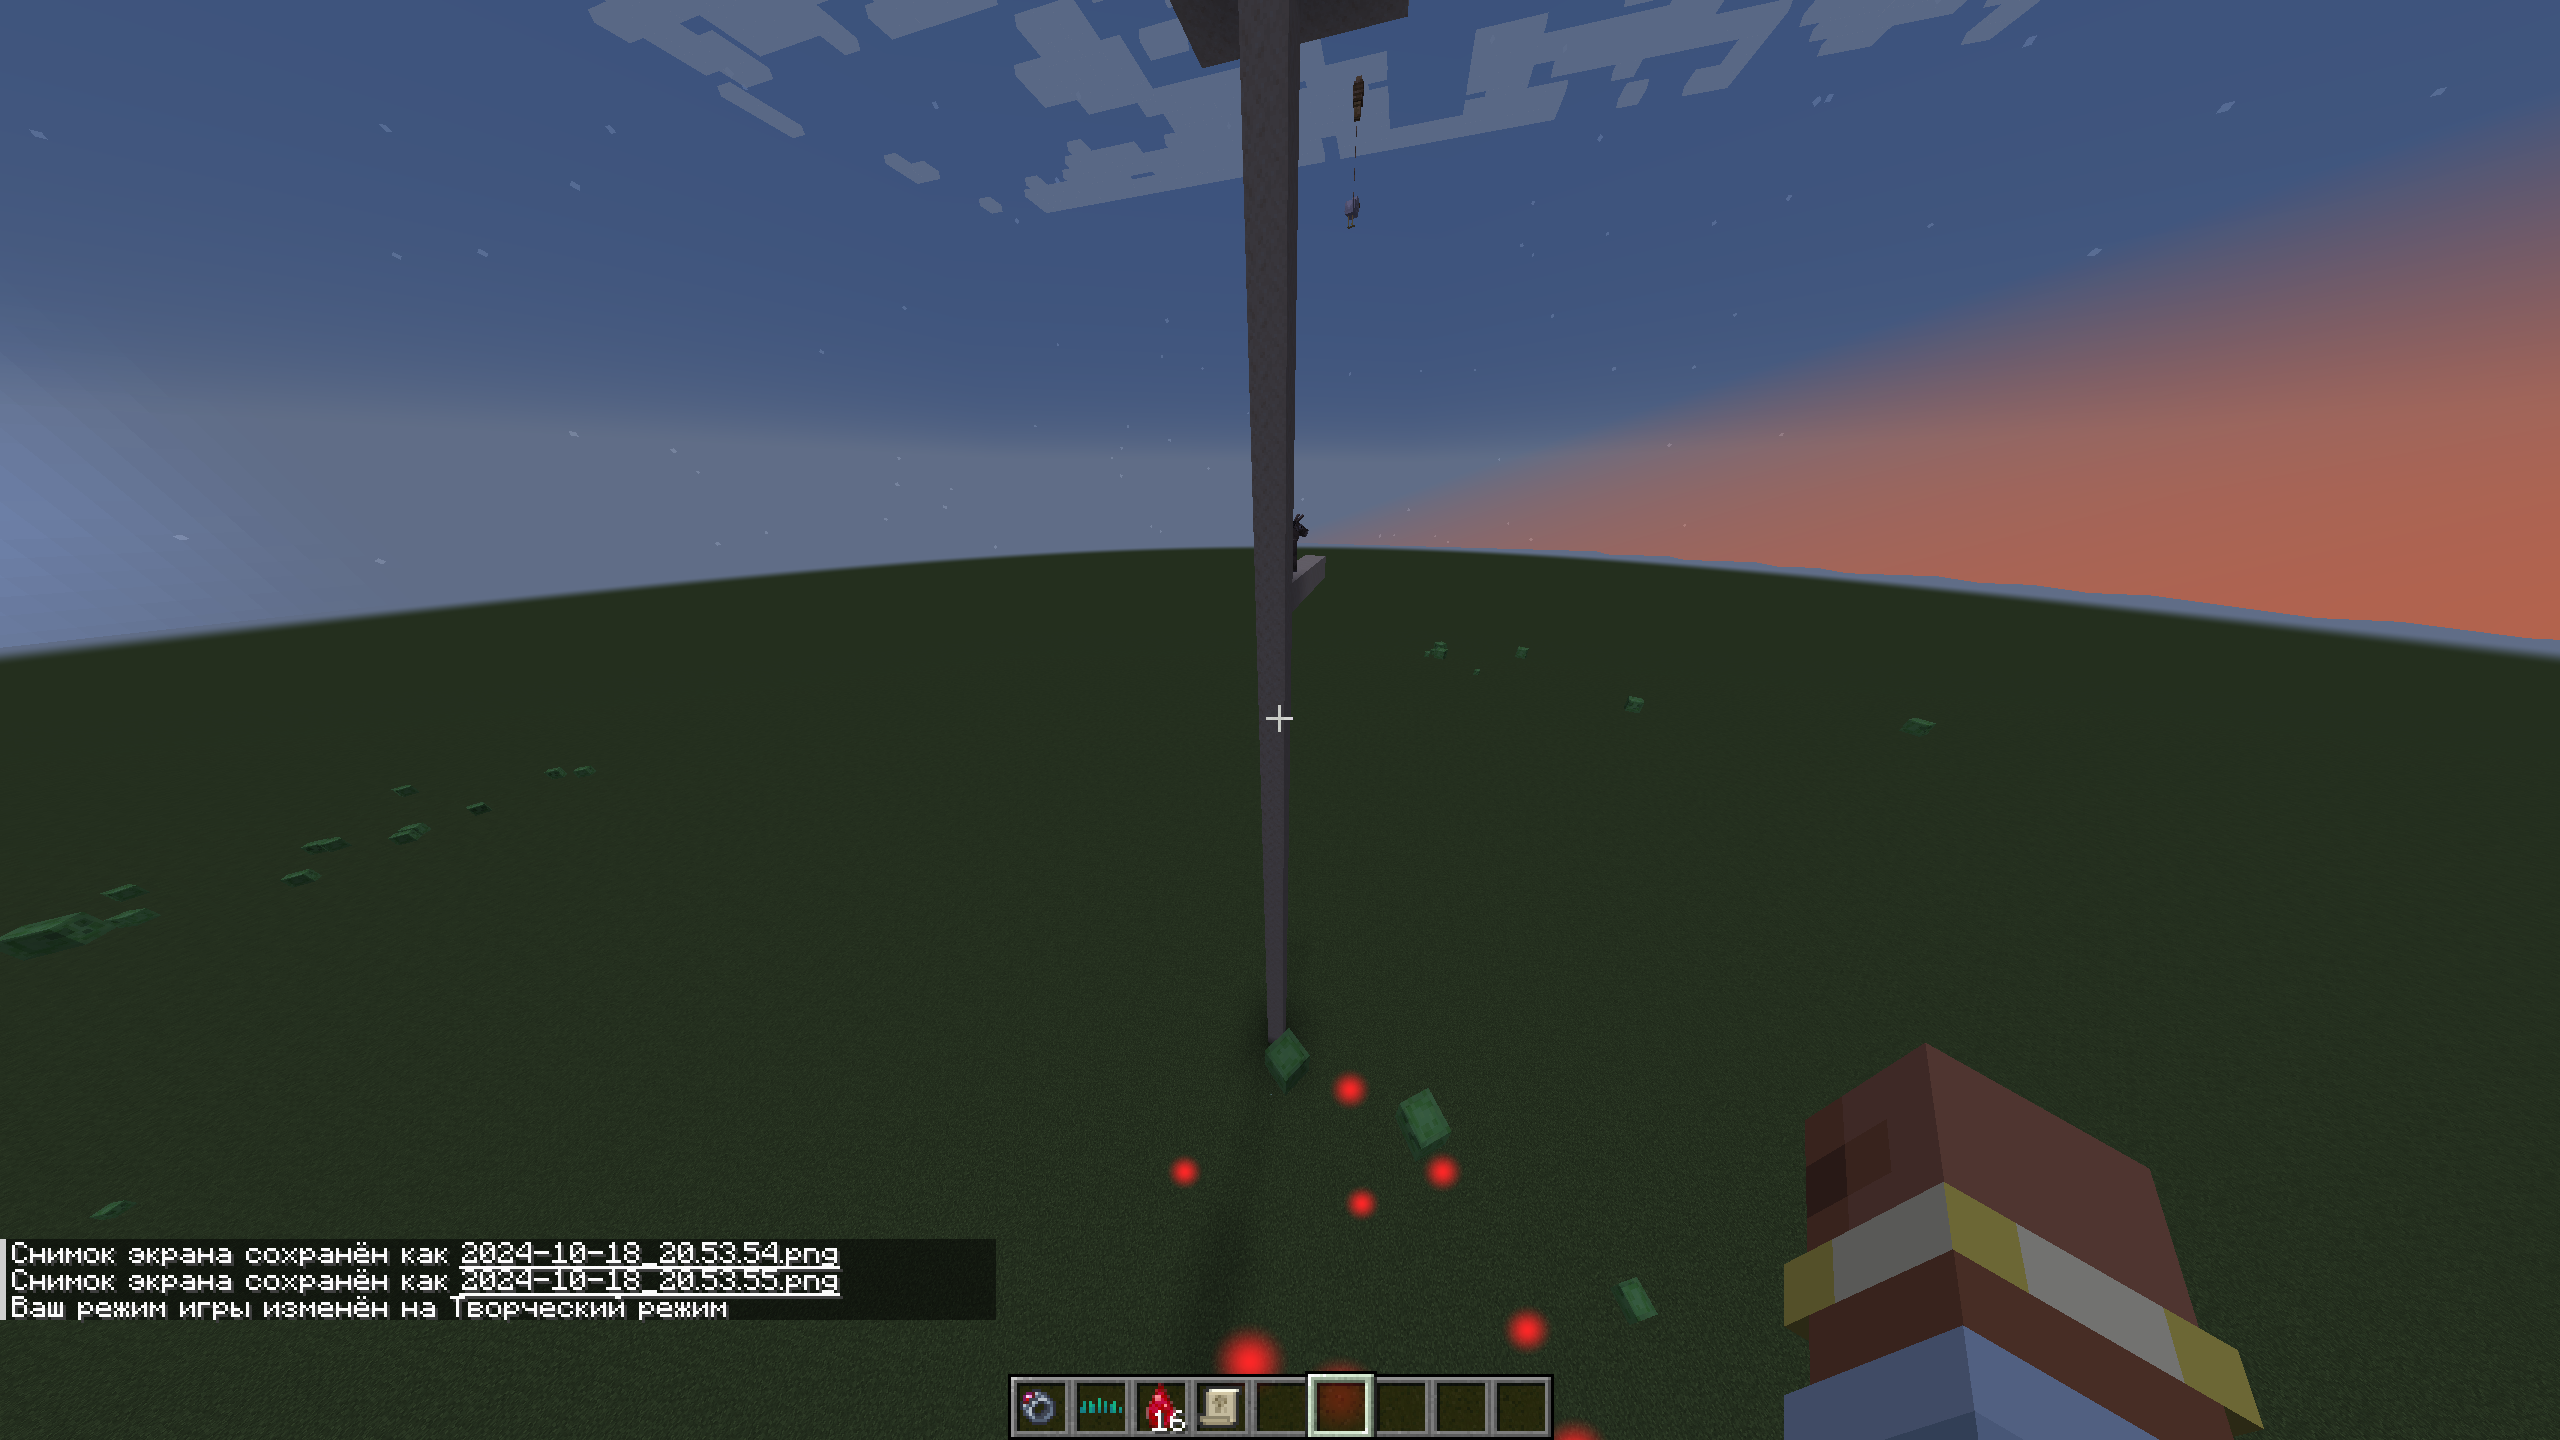 Снимок экрана сохранён как 2024-10-18_20.53.54.png
Снимок экрана сохранён как 2024-10-18_20.53.55.png
Ваш режим игры изменён на Творческий режим
16